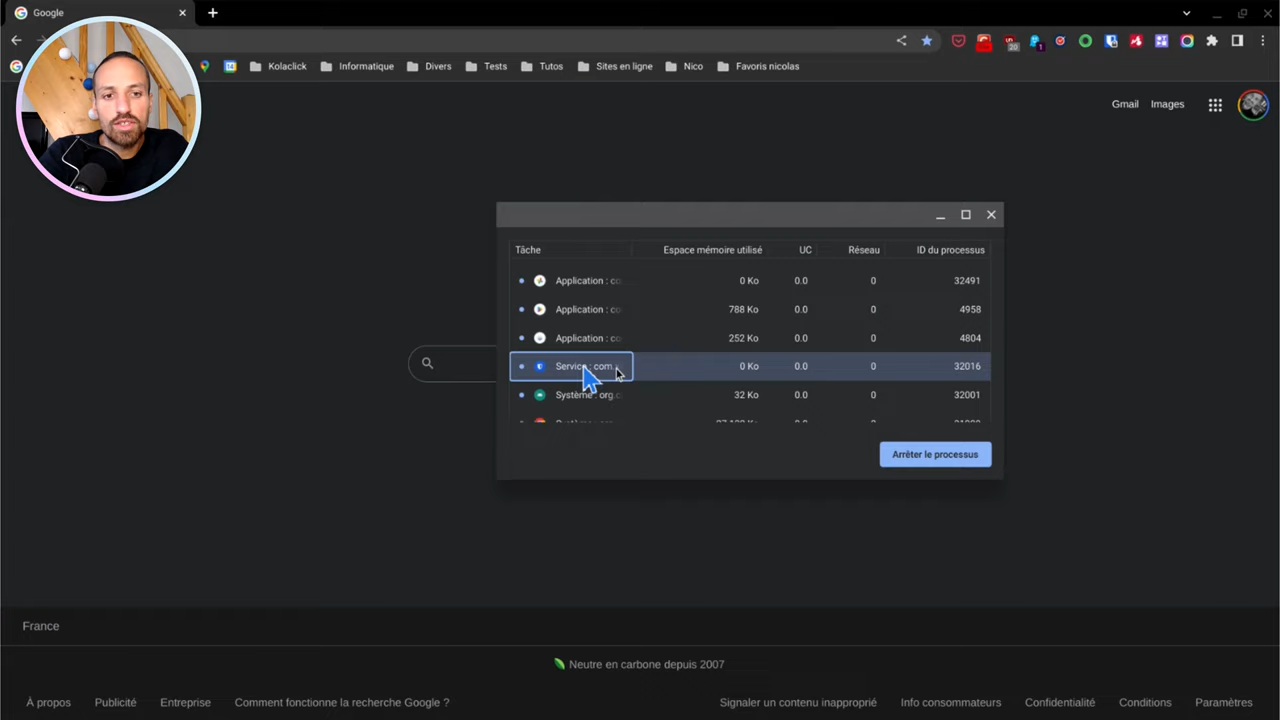 Google
20
1
14
Kolaclick
Informatique
Divers
Tests
Tutos
Sites en ligne
Nico
Favoris nicolas
Gmail
Images
Tâche
Espace mémoire utilisé
UC
Réseau
ID du processus
Application : co
0 Ko
0.0
0
32491
Application : co
788 Ko
0.0
0
4958
Application : co
252 Ko
0.0
0
4804
Service : com
0 Ko
0.0
0
32016
Système : org.c
32 Ko
0.0
0
32001
Arrêter le processus
France
Neutre en carbone depuis 2007
À propos
Publicité
Entreprise
Comment fonctionne la recherche Google ?
Signaler un contenu inapproprié
Info consommateurs
Confidentialité
Conditions
Paramètres